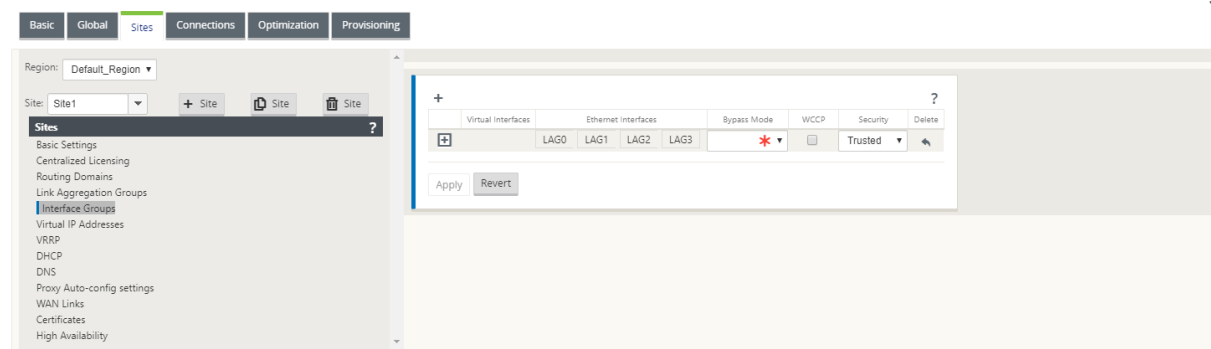 Basic Global Sites Connections Optimization Provisioning
Region: Default_Region
Site: Site1 + Site Site Site
Sites ?
Basic Settings
Centralized Licensing
Routing Domains
Link Aggregation Groups
Interface Groups
Virtual IP Addresses
VRRP
DHCP
DNS
Proxy Auto-config settings
WAN Links
Certificates
High Availability
+ ?
Virtual Interfaces Ethernet Interfaces Bypass Mode WCCP Security Delete
+ LAG0 LAG1 LAG2 LAG3 Trusted
Apply Revert